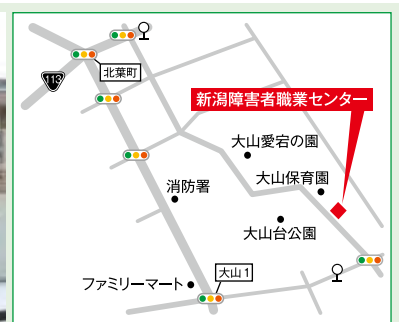 113
北葉町
新潟障害者職業センター
大山愛宕の園
大山保育園
消防署
大山台公園
ファミリーマート
大山1